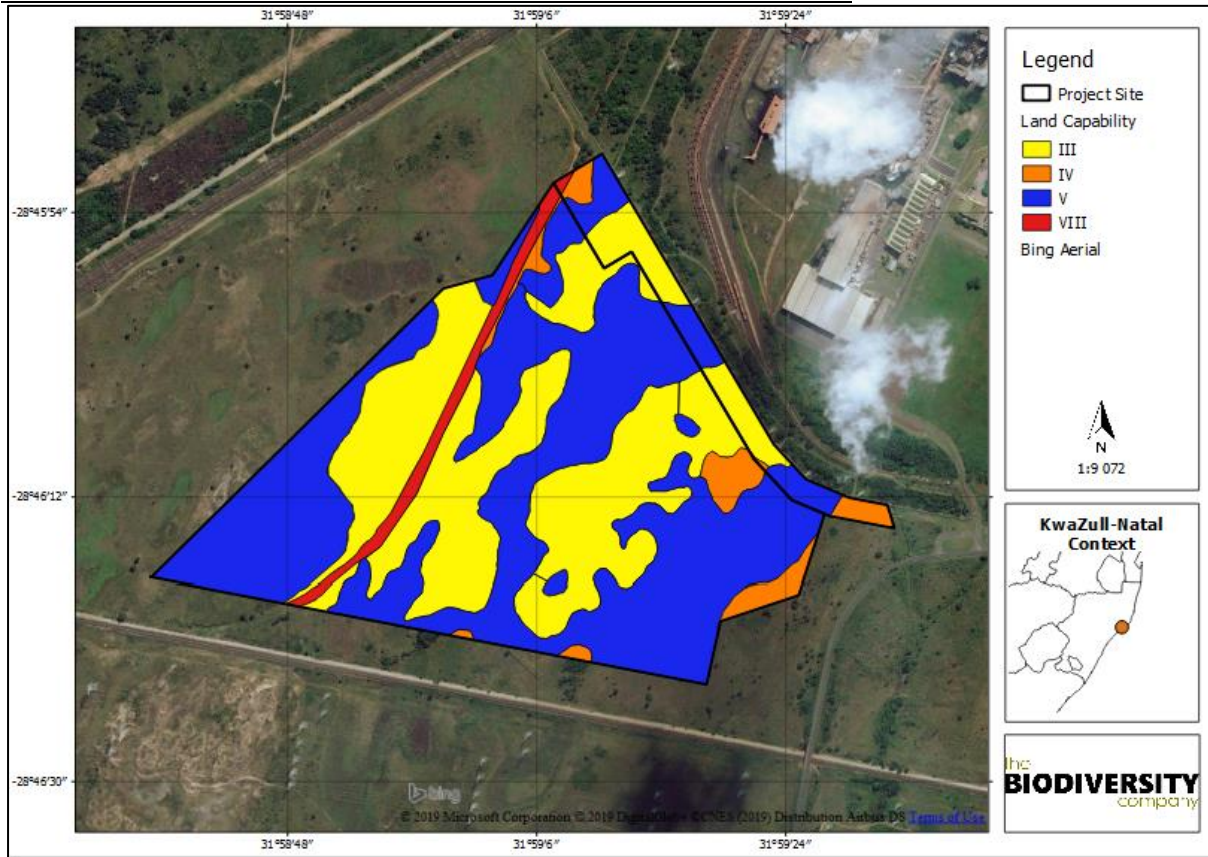 31°58'48" 31°59'6" 31°59'24"
-28°45'54"
-28°46'12"
-28°46'30"
31°58'48" 31°59'6" 31°59'24"
bing
© 2019 Microsoft Corporation © 2019 DigitalGlobe ©CNES (2019) Distribution Airbus DS Terms of Use
Legend
Project Site
Land Capability
III
IV
V
VIII
Bing Aerial
N
1:9 072
KwaZull-Natal
Context
the
BIODIVERSITY
company